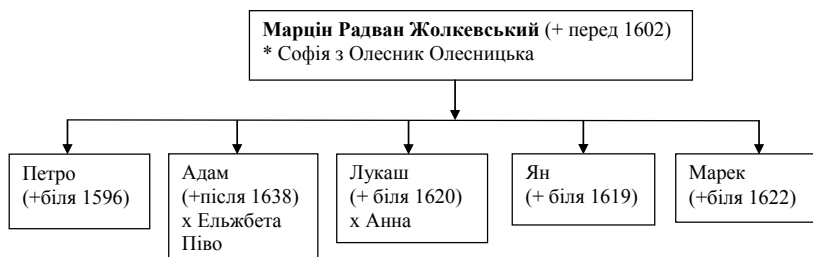 Марцін Радван Жолкевський (+ перед 1602)
* Софія з Олесник Олесницька
Петро
(+біля 1596)
Адам
(+після 1638)
х Ельжбета
Піво
Лукаш
(+ біля 1620)
х Анна
Ян
(+ біля 1619)
Марек
(+біля 1622)